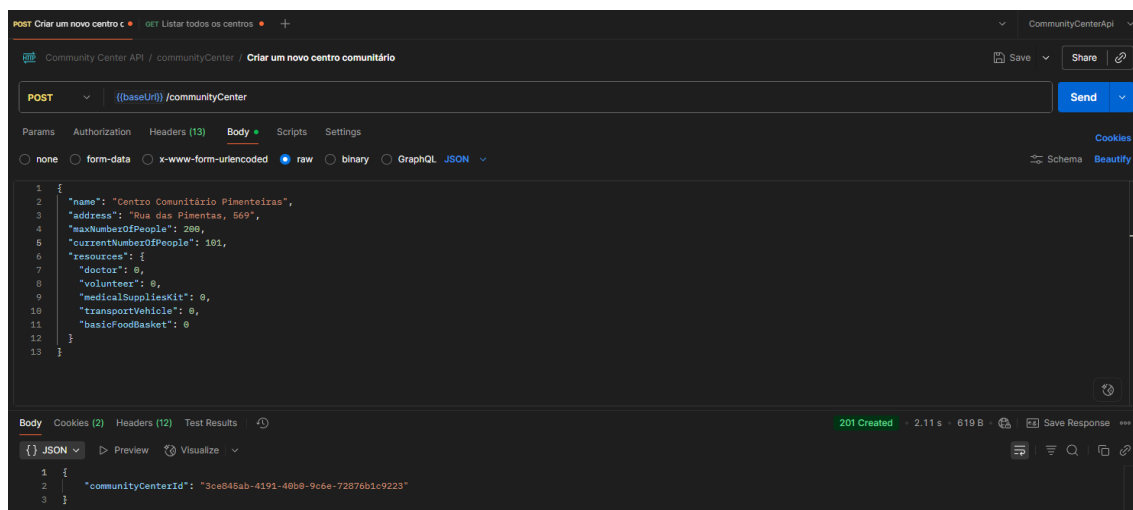 POST Criar um novo centro c GET Listar todos os centros + CommunityCenterApi
HTTP Community Center API / communityCenter / Criar um novo centro comunitário Save Share
POST {{baseUrl}} /communityCenter Send
Params Authorization Headers (13) Body Scripts Settings Cookies
none form-data x-www-form-urlencoded raw binary GraphQL JSON Schema Beautify
1 {
2 "name": "Centro Comunitário Pimenteiras",
3 "address": "Rua das Pimentas, 569",
4 "maxNumberOfPeople": 200,
5 "currentNumberOfPeople": 101,
6 "resources": {
7 "doctor": 0,
8 "volunteer": 0,
9 "medicalSuppliesKit": 0,
10 "transportVehicle": 0,
11 "basicFoodBasket": 0
12 }
13 }
Body Cookies (2) Headers (12) Test Results 201 Created 2.11 s 619 B Save Response
{} JSON Preview Visualize
1 {
2 "communityCenterId": "3ce845ab-4191-40b0-9c6e-72876b1c9223"
3 }